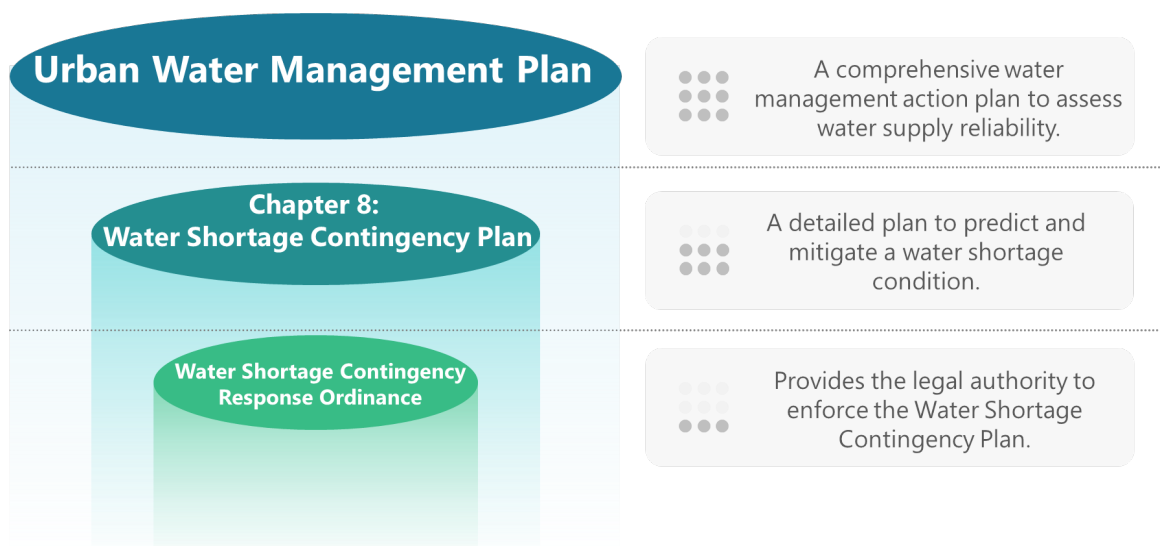 Urban Water Management Plan
A comprehensive water
management action plan to assess
water supply reliability.
Chapter 8:
Water Shortage Contingency Plan
A detailed plan to predict and
mitigate a water shortage
condition.
Water Shortage Contingency
Response Ordinance
Provides the legal authority to
enforce the Water Shortage
Contingency Plan.